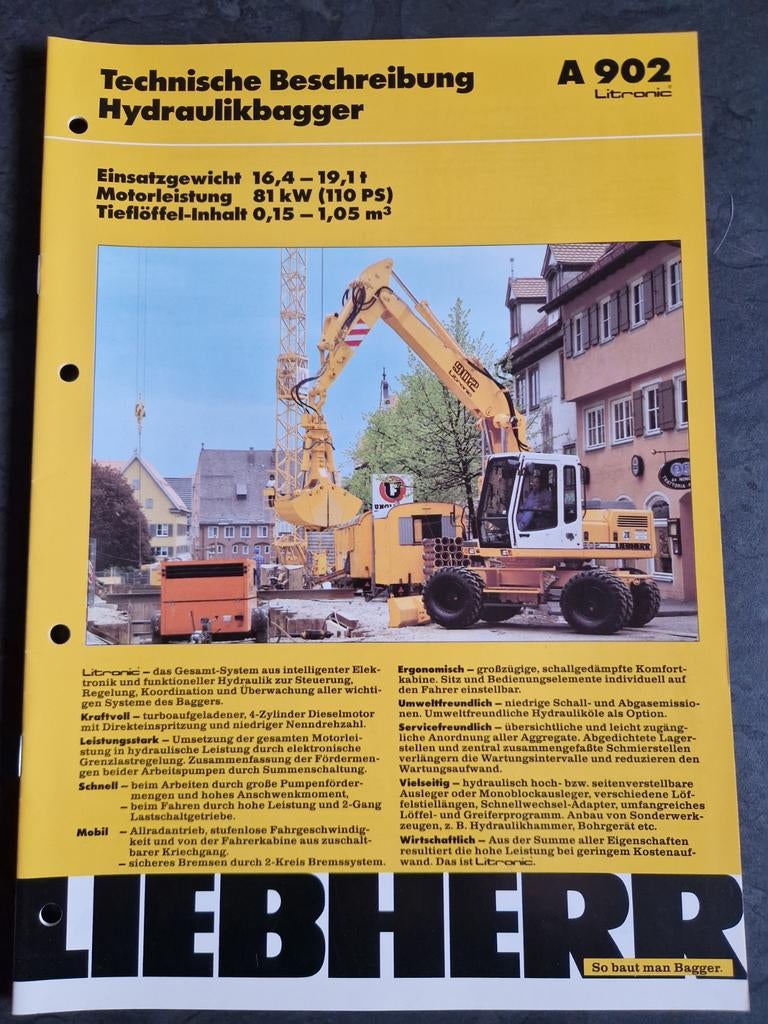 Technische Beschreibung
Hydraulikbagger
A 902
Litronic®
Einsatzgewicht 16,4 – 19,1 t
Motorleistung 81 kW (110 PS)
Tieflöffel-Inhalt 0,15 – 1,05 m³
902
Litronic
LIEBHERR
Litronic – das Gesamt-System aus intelligenter Elek-
tronik und funktioneller Hydraulik zur Steuerung,
Regelung, Koordination und Überwachung aller wichti-
gen Systeme des Baggers.
Kraftvoll – turboaufgeladener, 4-Zylinder Dieselmotor
mit Direkteinspritzung und niedriger Nenndrehzahl.
Leistungsstark – Umsetzung der gesamten Motorlei-
stung in hydraulische Leistung durch elektronische
Grenzlastregelung. Zusammenfassung der Fördermen-
gen beider Arbeitspumpen durch Summenschaltung.
Schnell – beim Arbeiten durch große Pumpenförder-
mengen und hohes Anschwenkmoment,
– beim Fahren durch hohe Leistung und 2-Gang
Lastschaltgetriebe.
Mobil – Allradantrieb, stufenlose Fahrgeschwindig-
keit und von der Fahrerkabine aus zuschalt-
barer Kriechgang.
– sicheres Bremsen durch 2-Kreis Bremssystem.
Ergonomisch – großzügige, schallgedämpfte Komfort-
kabine. Sitz und Bedienungselemente individuell auf
den Fahrer einstellbar.
Umweltfreundlich – niedrige Schall- und Abgasemissio-
nen. Umweltfreundliche Hydrauliköle als Option.
Servicefreundlich – übersichtliche und leicht zugäng-
liche Anordnung aller Aggregate. Abgedichtete Lager-
stellen und zentral zusammengefaßte Schmierstellen
verlängern die Wartungsintervalle und reduzieren den
Wartungsaufwand.
Vielseitig – hydraulisch hoch- bzw. seitenverstellbare
Ausleger oder Monoblockausleger, verschiedene Löf-
felstiellängen, Schnellwechsel-Adapter, umfangreiches
Löffel- und Greiferprogramm. Anbau von Sonderwerk-
zeugen, z. B. Hydraulikhammer, Bohrgerät etc.
Wirtschaftlich – Aus der Summe aller Eigenschaften
resultiert die hohe Leistung bei geringem Kostenauf-
wand. Das ist Litronic.
LIEBHERR
So baut man Bagger.